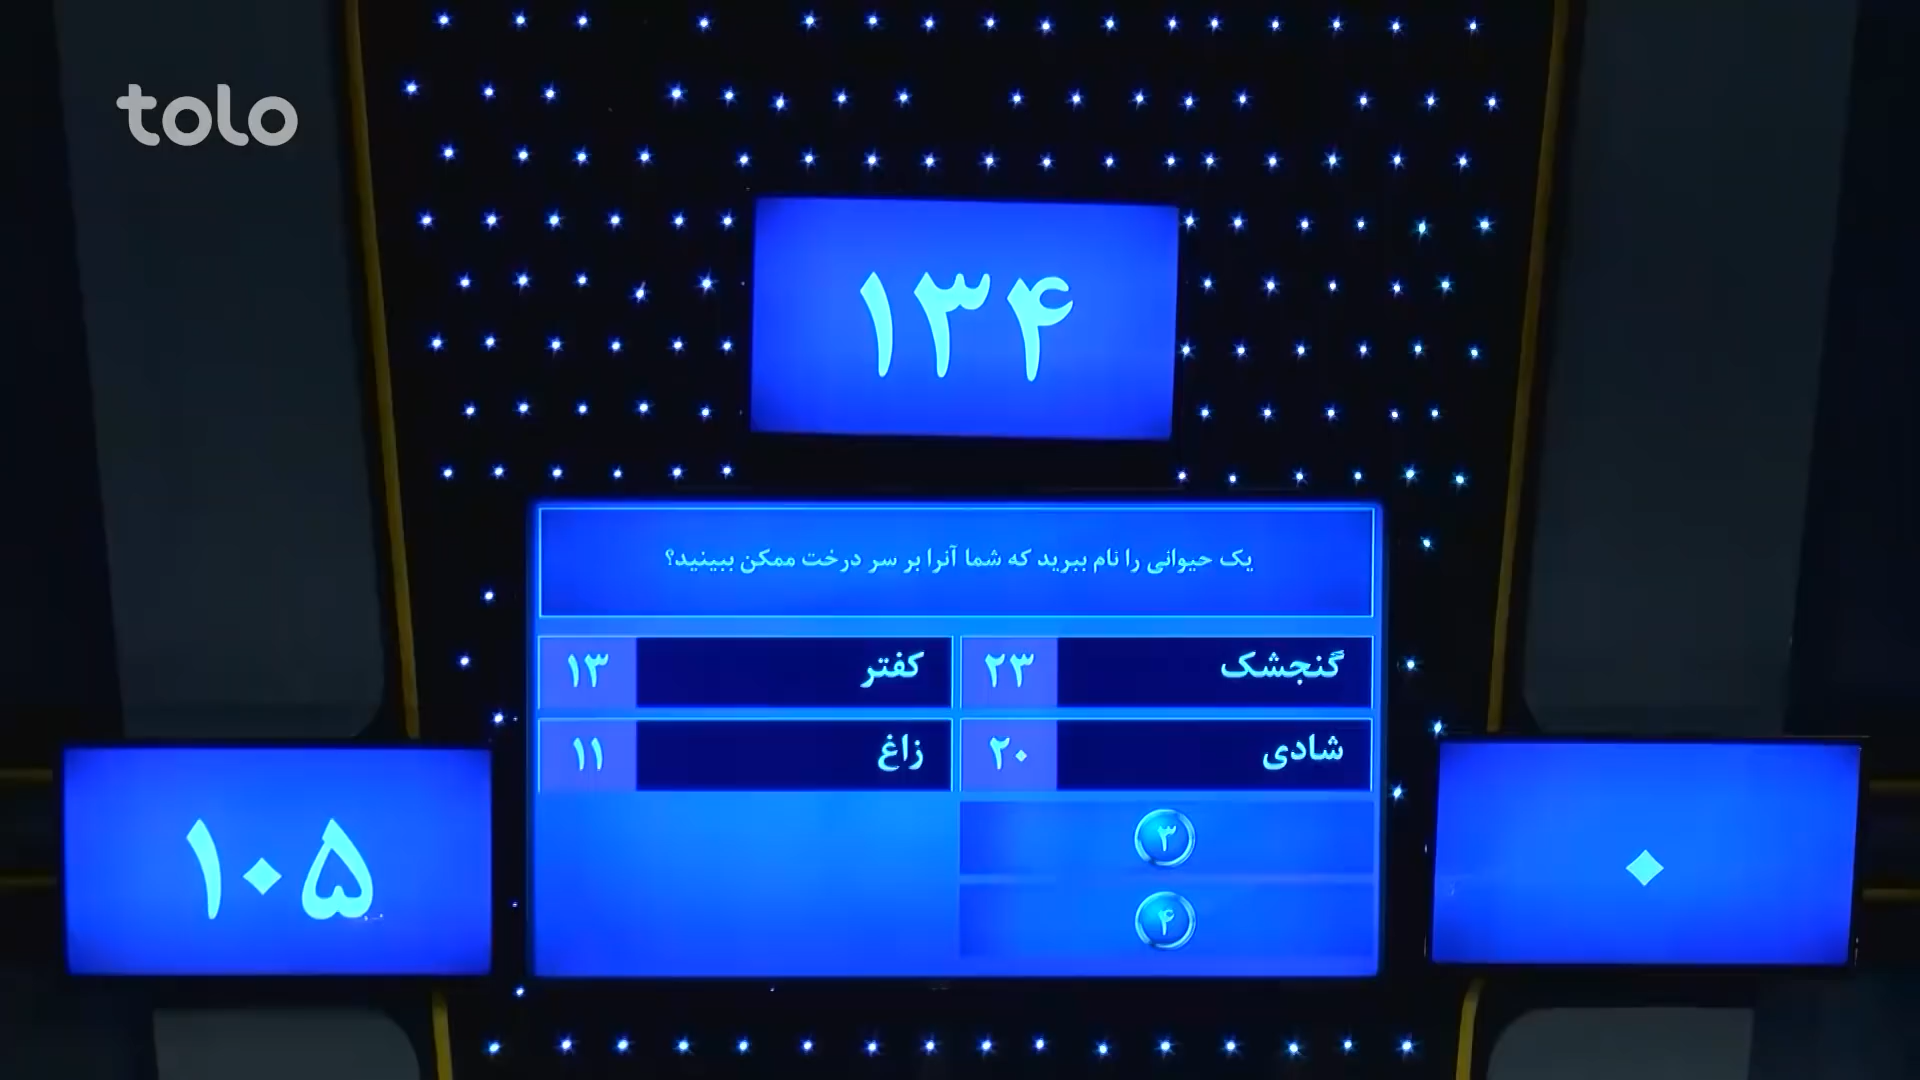 tolo
۱۳۴
یک حیوانی را نام ببرید که شما آنرا بر سر درخت ممکن ببینید؟
گنجشک ۲۳
کفتر ۱۳
شادی ۲۰
زاغ ۱۱
۳
۴
۱۰۵
۰